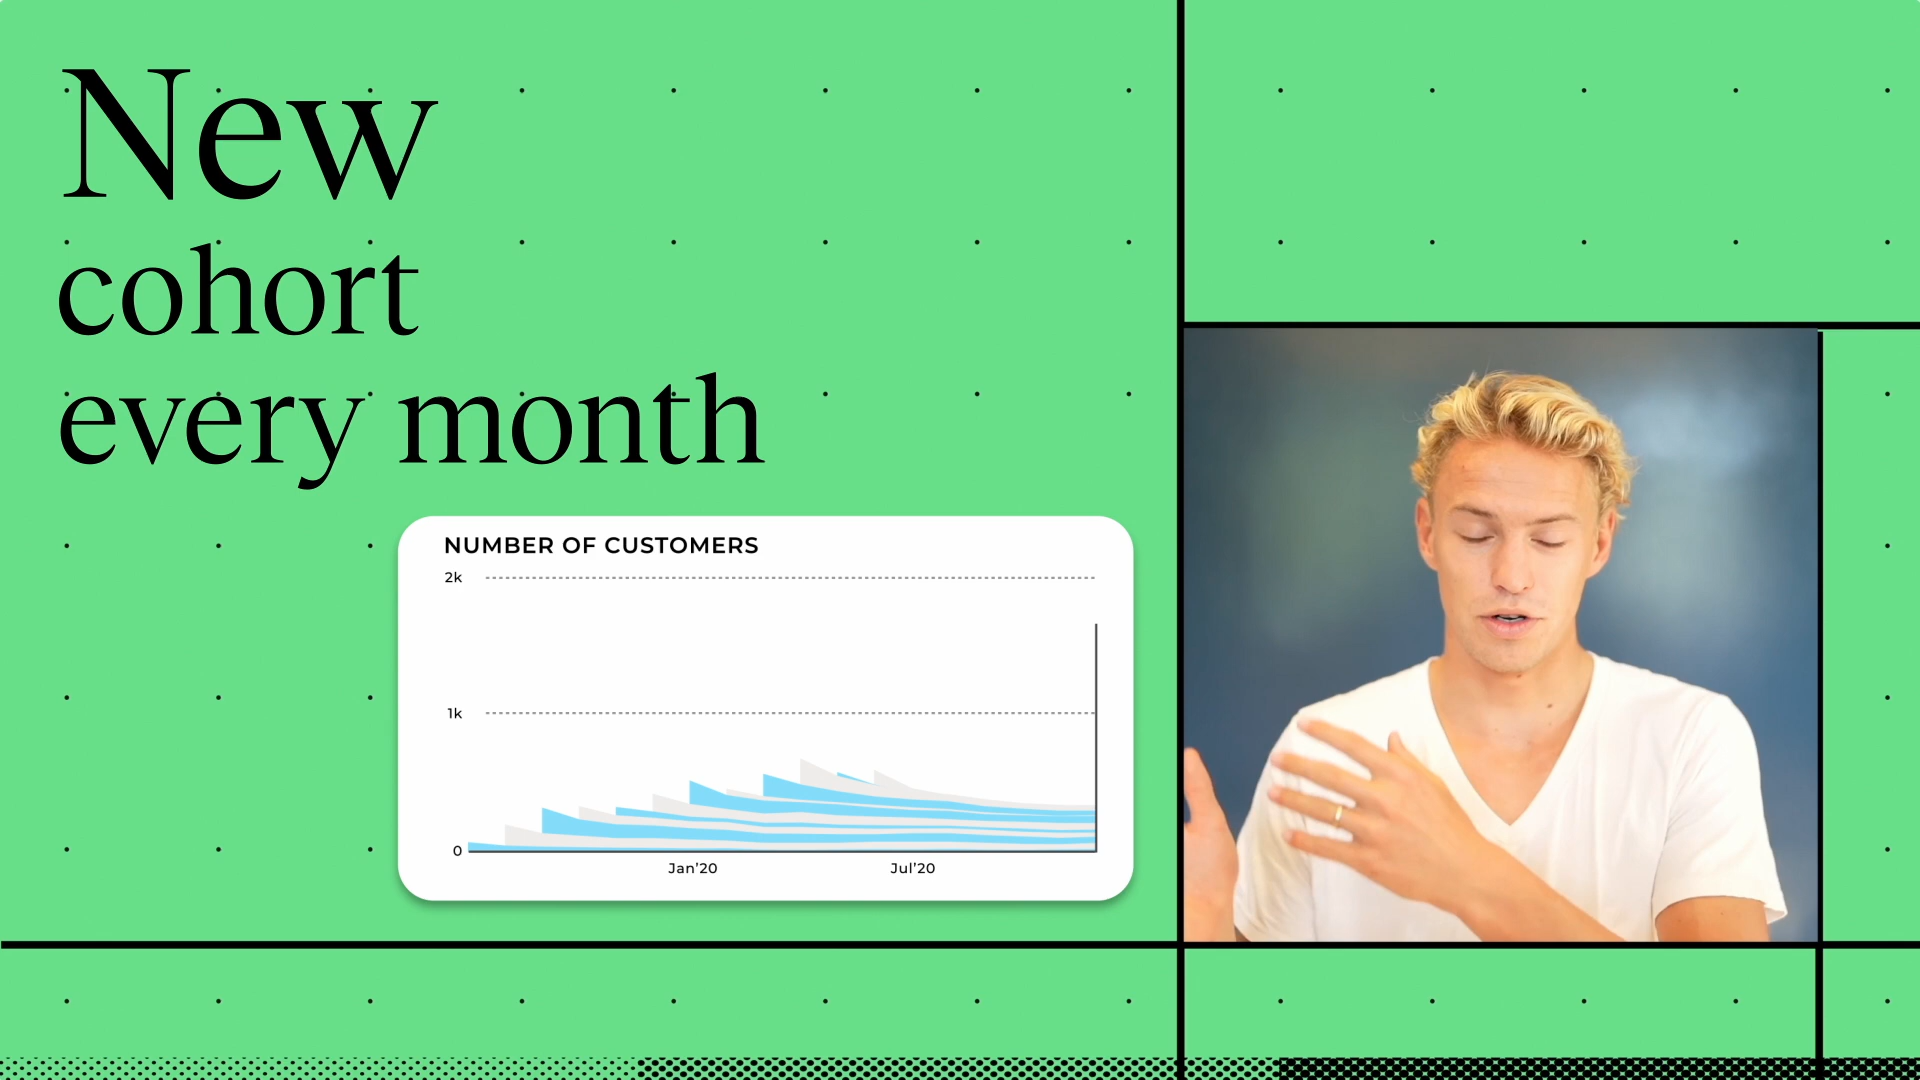 New
cohort
every month
NUMBER OF CUSTOMERS
2k
1k
0
Jan’20 Jul’20